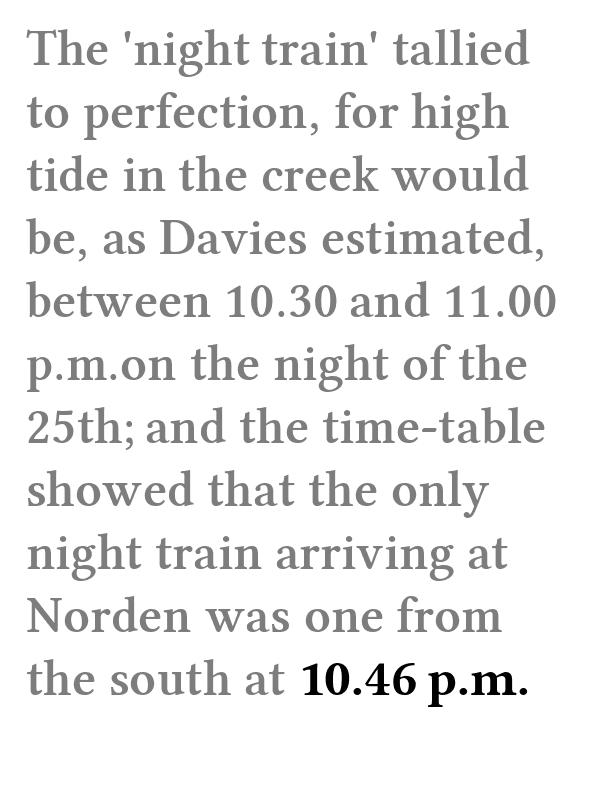 The 'night train' tallied
to perfection, for high
tide in the creek would
be, as Davies estimated,
between 10.30 and 11.00
p.m.on the night of the
25th; and the time-table
showed that the only
night train arriving at
Norden was one from
the south at 10.46 p.m.